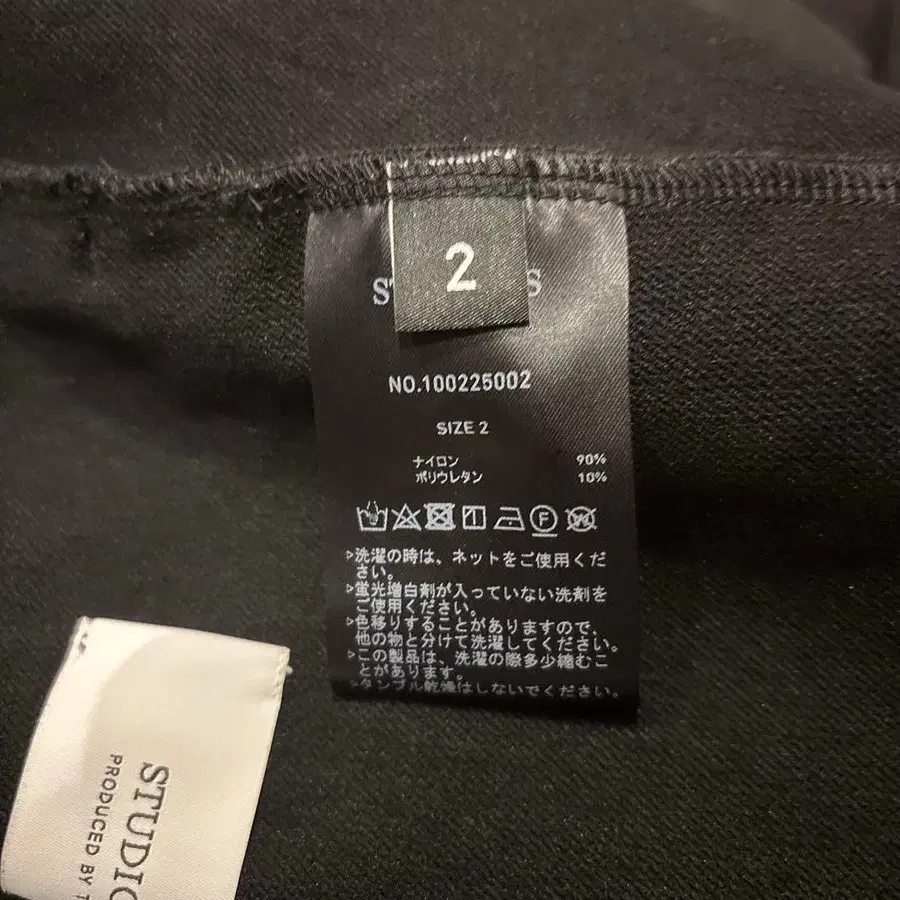 2
NO.100225002
SIZE 2
ナイロン 90%
ポリウレタン 10%
F
W
▷洗濯の時は、ネットをご使用くだ
さい。
▷蛍光増白剤が入っていない洗剤を
ご使用ください。
▷色移りすることがありますので、
他の物と分けて洗濯してください。
▷この製品は、洗濯の際多少縮むこ
とがあります。
▷タンブル乾燥はしないでください。
STUDIO
PRODUCED BY